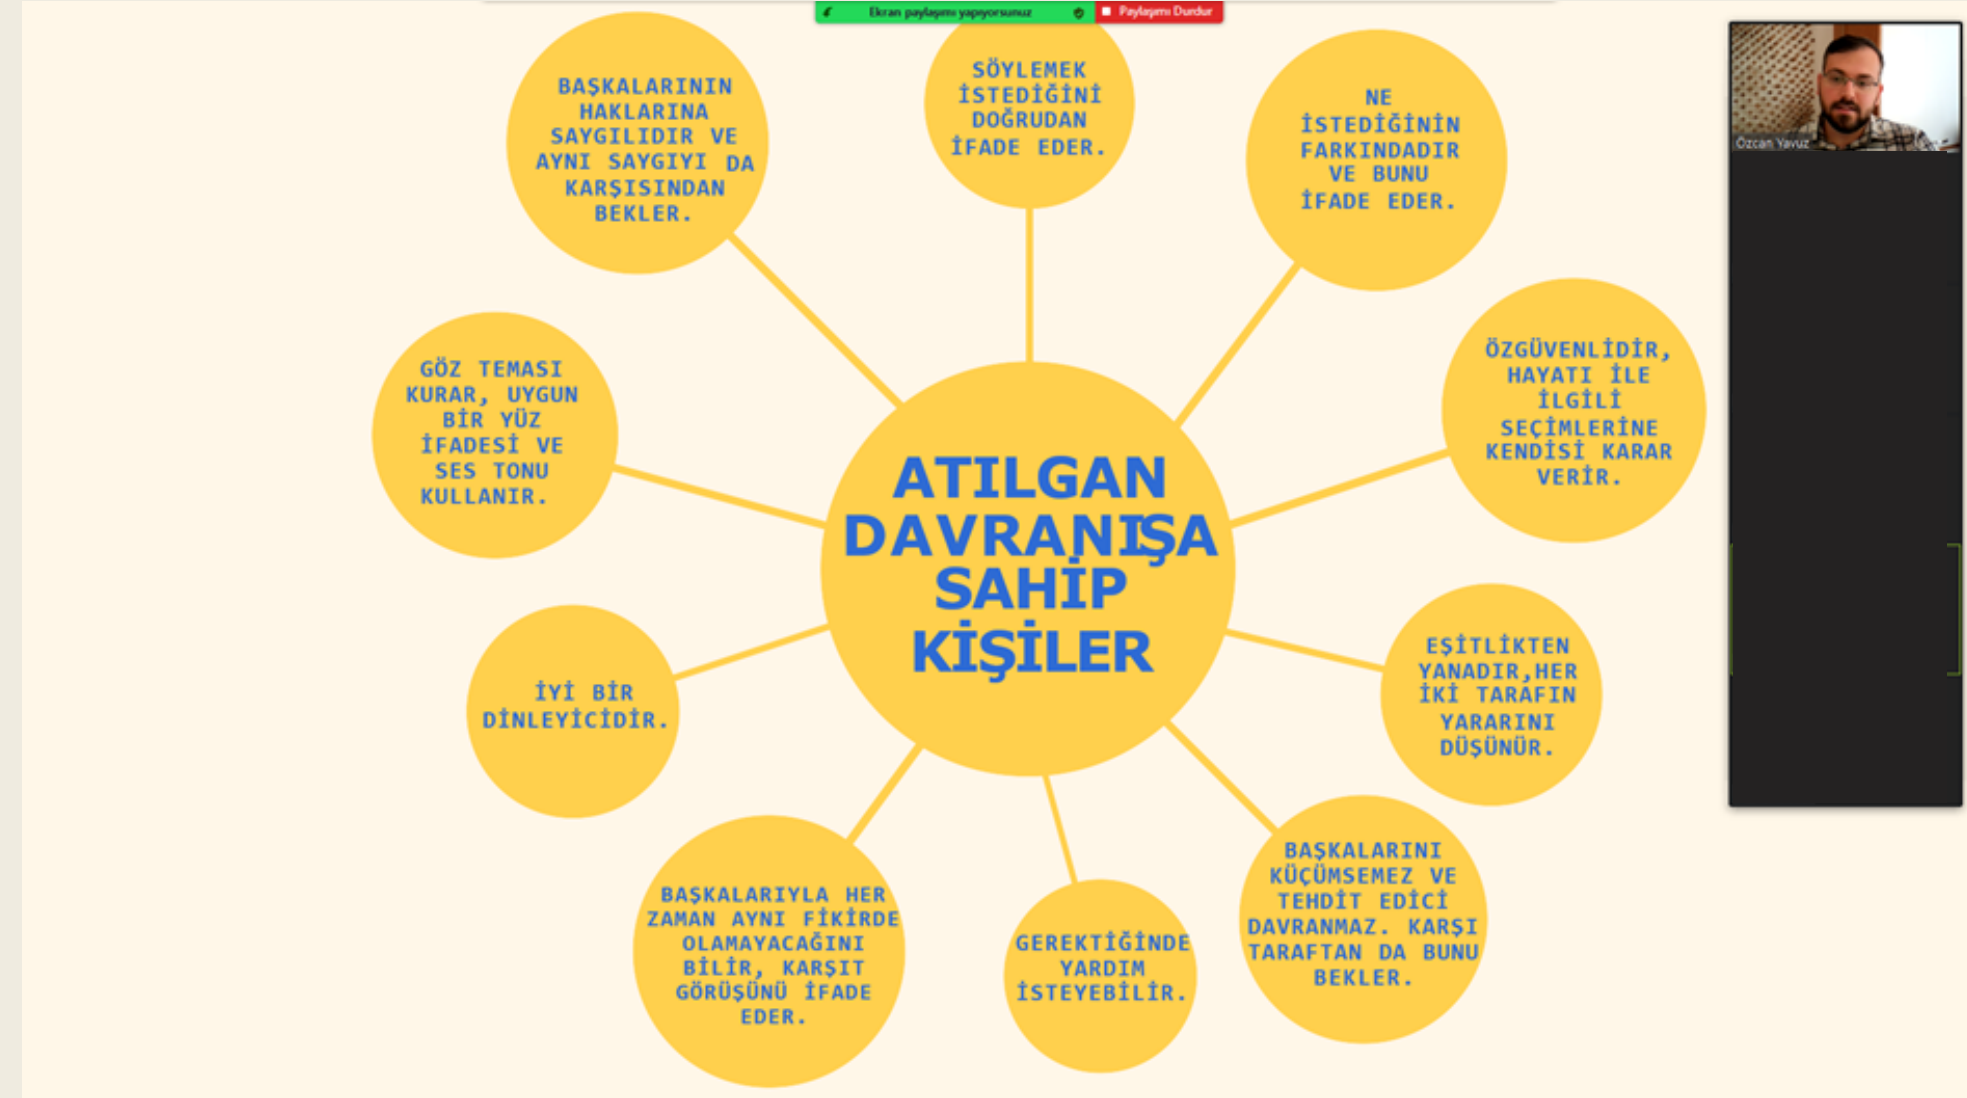 Ekran paylaşımı yapıyorsunuz
Paylaşımı Durdur
BAŞKALARININ
HAKLARINA
SAYGILIDIR VE
AYNI SAYGIYI DA
KARŞISINDAN
BEKLER.
SÖYLEMEK
İSTEDİĞİNİ
DOĞRUDAN
İFADE EDER.
NE
İSTEDİĞİNİN
FARKINDADIR
VE BUNU
İFADE EDER.
Özcan Yavuz
GÖZ TEMASI
KURAR, UYGUN
BİR YÜZ
İFADESİ VE
SES TONU
KULLANIR.
ÖZGÜVENLİDİR,
HAYATI İLE
İLGİLİ
SEÇİMLERİNE
KENDİSİ KARAR
VERİR.
ATILGAN
DAVRANIŞA
SAHİP
KİŞİLER
İYİ BİR
DİNLEYİCİDİR.
EŞİTLİKTEN
YANADIR,HER
İKİ TARAFIN
YARARINI
DÜŞÜNÜR.
BAŞKALARIYLA HER
ZAMAN AYNI FİKİRDE
OLAMAYACAĞINI
BİLİR, KARŞIT
GÖRÜŞÜNÜ İFADE
EDER.
GEREKTİĞİNDE
YARDIM
İSTEYEBİLİR.
BAŞKALARINI
KÜÇÜMSEMEZ VE
TEHDİT EDİCİ
DAVRANMAZ. KARŞI
TARAFTAN DA BUNU
BEKLER.